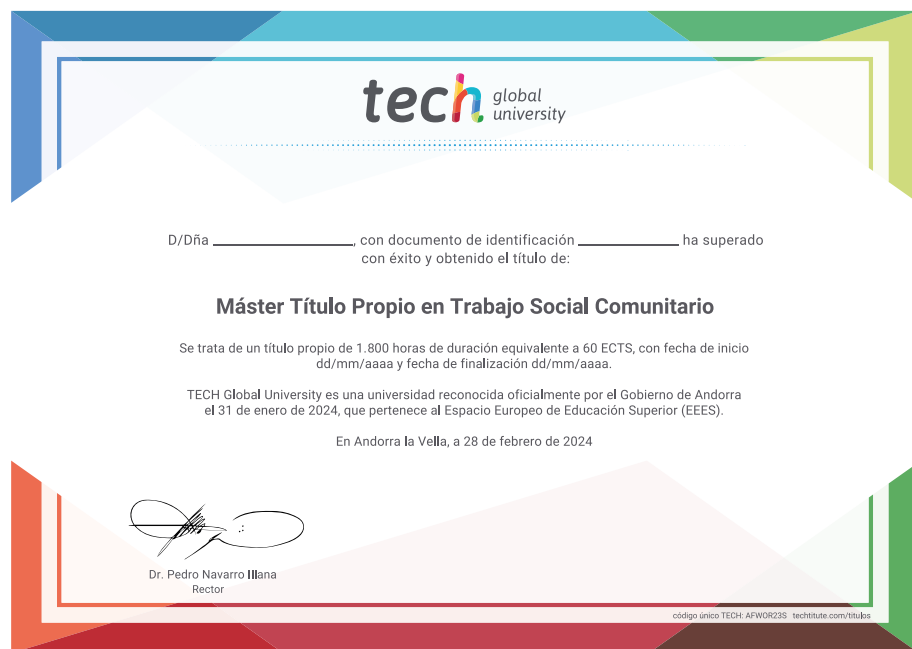 tech global
university
D/Dña ______________, con documento de identificación __________ ha superado
con éxito y obtenido el título de:
Máster Título Propio en Trabajo Social Comunitario
Se trata de un título propio de 1.800 horas de duración equivalente a 60 ECTS, con fecha de inicio
dd/mm/aaaa y fecha de finalización dd/mm/aaaa.
TECH Global University es una universidad reconocida oficialmente por el Gobierno de Andorra
el 31 de enero de 2024, que pertenece al Espacio Europeo de Educación Superior (EEES).
En Andorra la Vella, a 28 de febrero de 2024
Dr. Pedro Navarro Illana
Rector
código único TECH: AFWOR23S techtitute.com/titulos